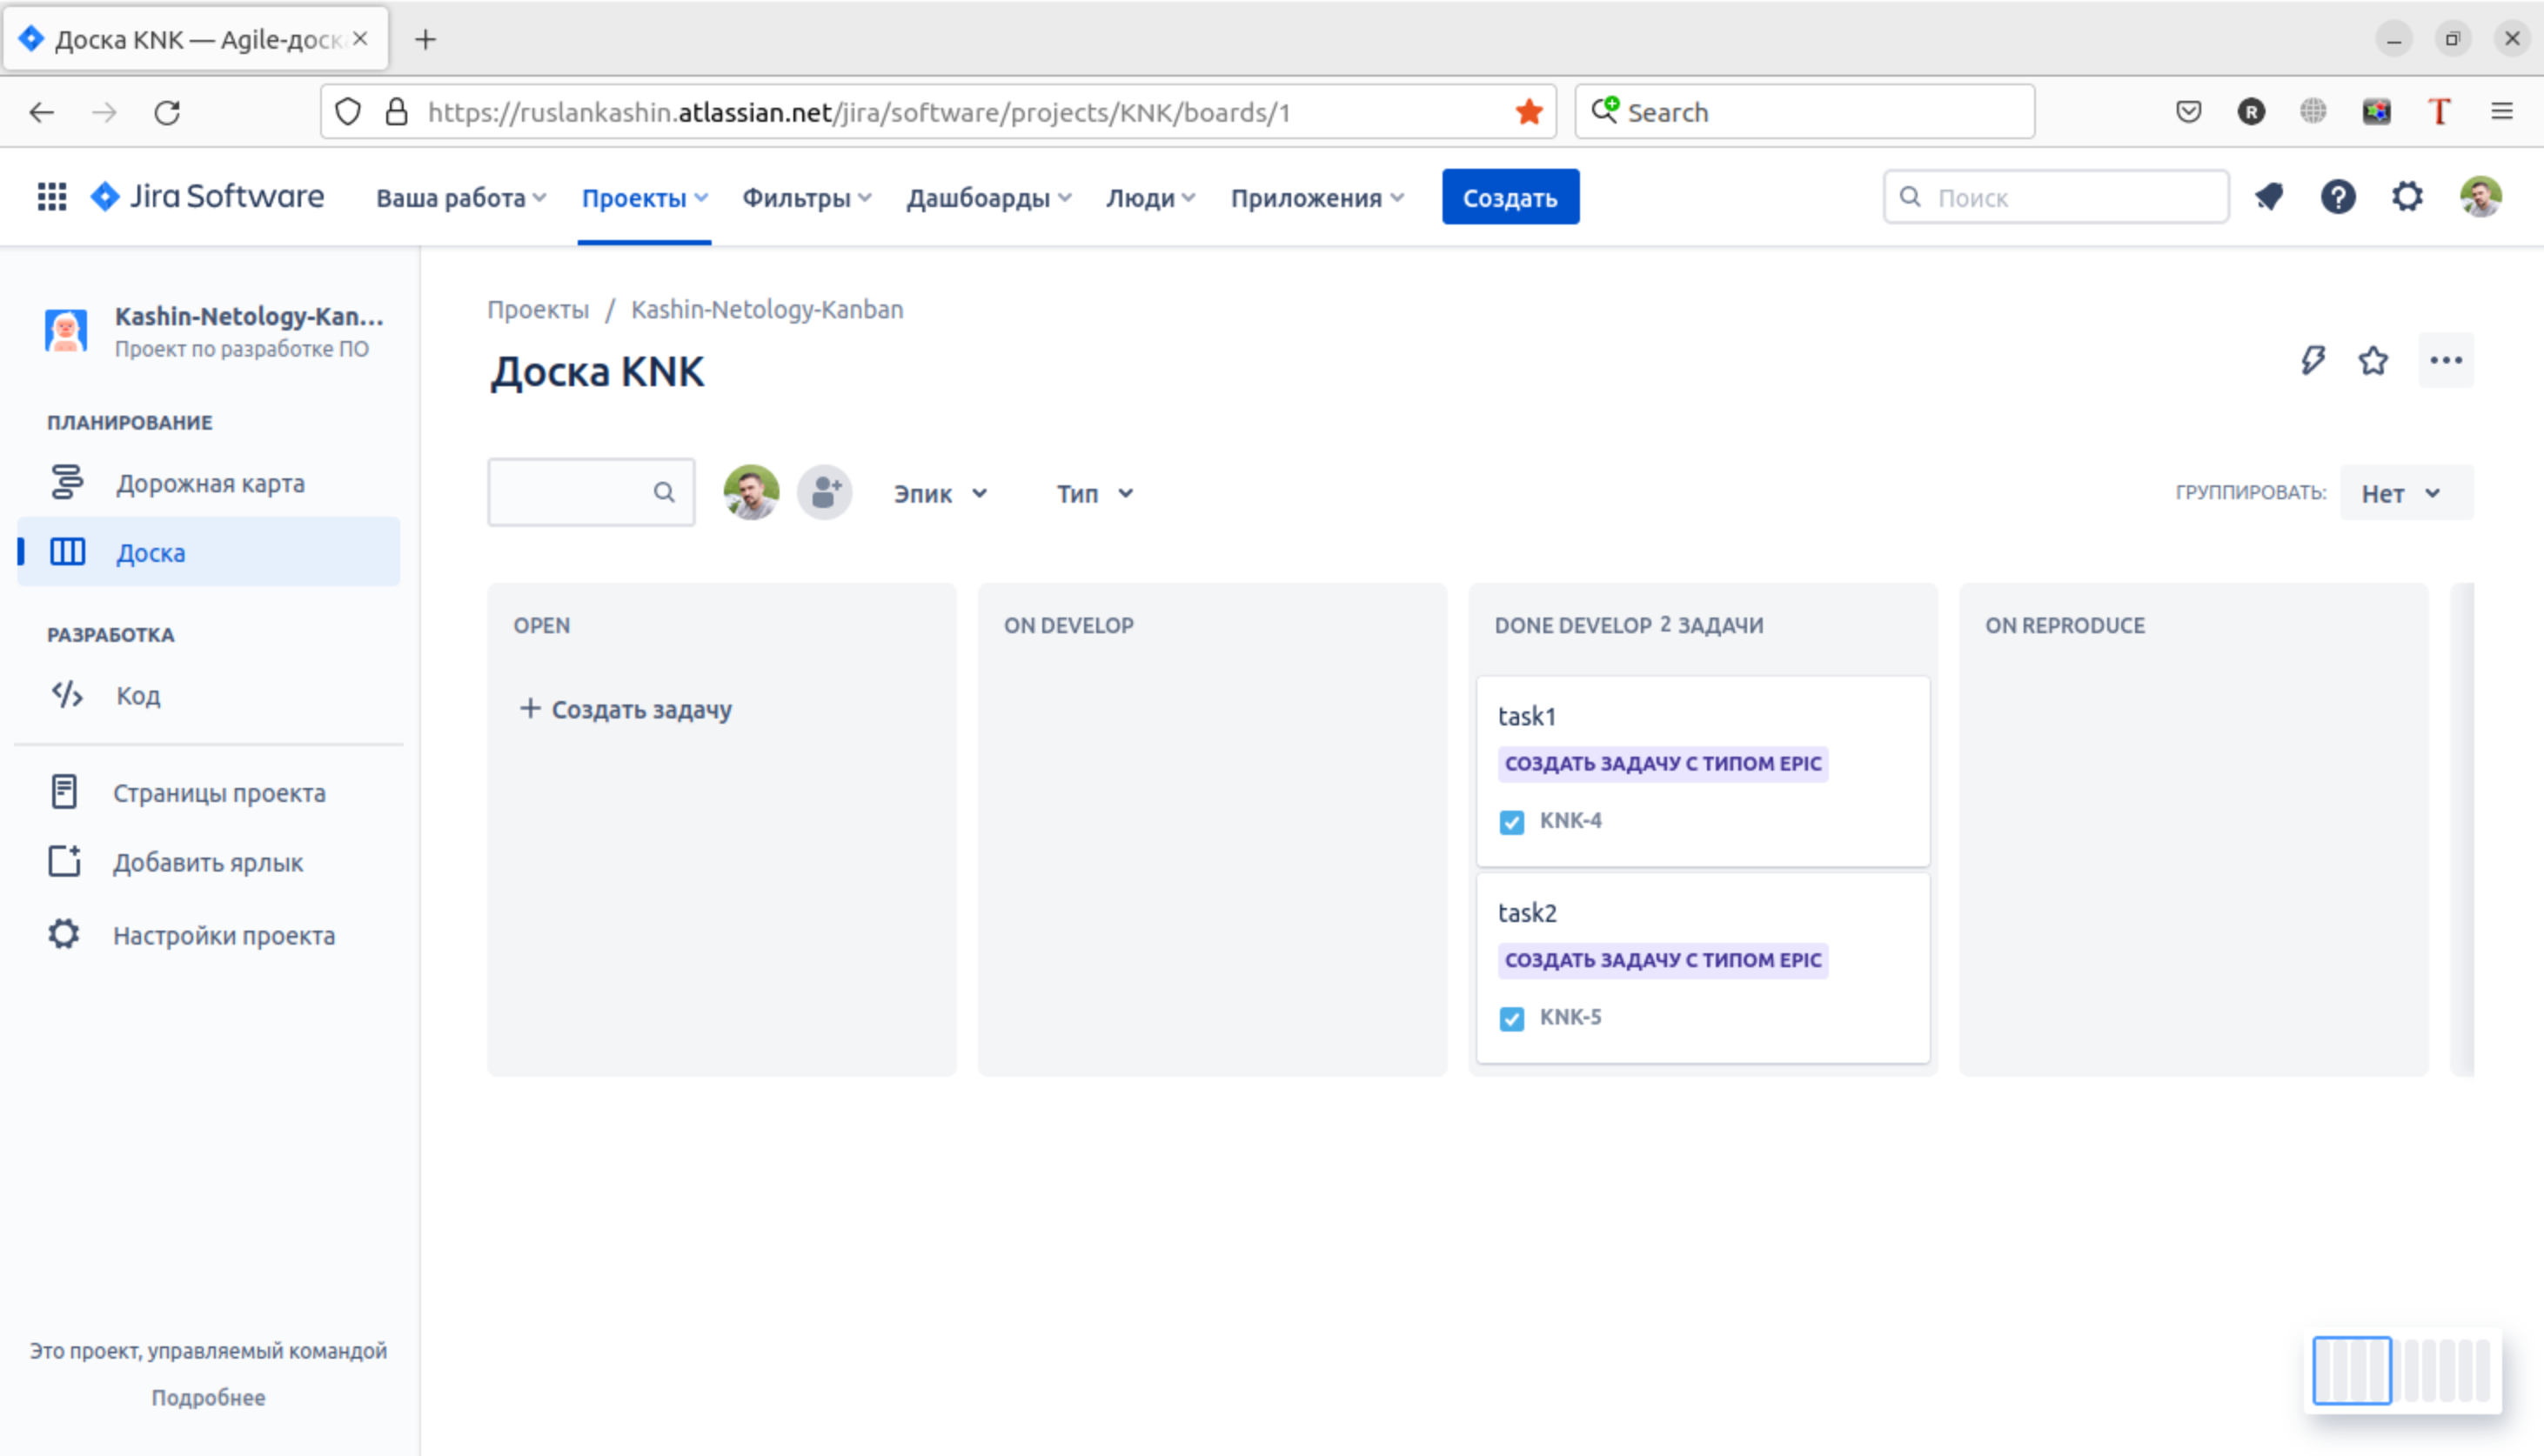 Доска KNK — Agile-доск
https://ruslankashin.atlassian.net/jira/software/projects/KNK/boards/1
Search
R
T
Jira Software
Ваша работа
Проекты
Фильтры
Дашбоарды
Люди
Приложения
Создать
Поиск
Kashin-Netology-Kan...
Проект по разработке ПО
ПЛАНИРОВАНИЕ
Дорожная карта
Доска
РАЗРАБОТКА
Код
Страницы проекта
Добавить ярлык
Настройки проекта
Это проект, управляемый командой
Подробнее
Проекты / Kashin-Netology-Kanban
Доска KNK
Эпик
Тип
ГРУППИРОВАТЬ:
Нет
OPEN
+ Создать задачу
ON DEVELOP
DONE DEVELOP 2 ЗАДАЧИ
task1
СОЗДАТЬ ЗАДАЧУ С ТИПОМ EPIC
KNK-4
task2
СОЗДАТЬ ЗАДАЧУ С ТИПОМ EPIC
KNK-5
ON REPRODUCE